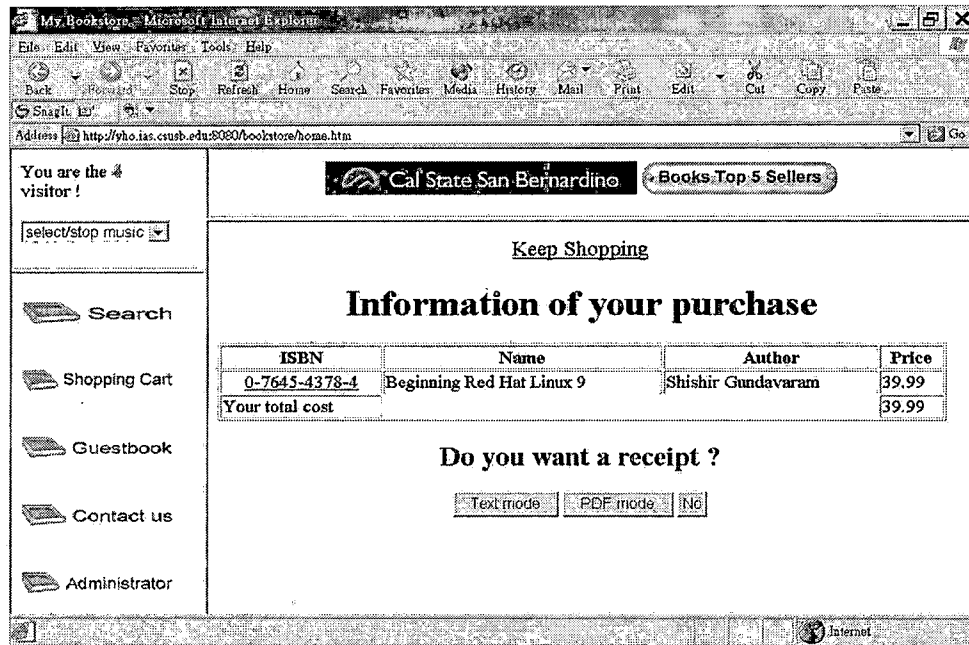 My Bookstore - Microsoft Internet Explorer
File Edit View Favorites Tools Help
Back Forward Stop Refresh Home Search Favorites Media History Mail Print Edit Cut Copy Paste
SnagIt
Address http://yho.ias.csusb.edu:8080/bookstore/home.htm Go
You are the 4
visitor !
select/stop music
Search
Shopping Cart
Guestbook
Contact us
Administrator
Cal State San Bernardino Books Top 5 Sellers
Keep Shopping
Information of your purchase
ISBN Name Author Price
0-7645-4378-4 Beginning Red Hat Linux 9 Shishir Gundavaram 39.99
Your total cost 39.99
Do you want a receipt ?
Text mode PDF mode No
Internet